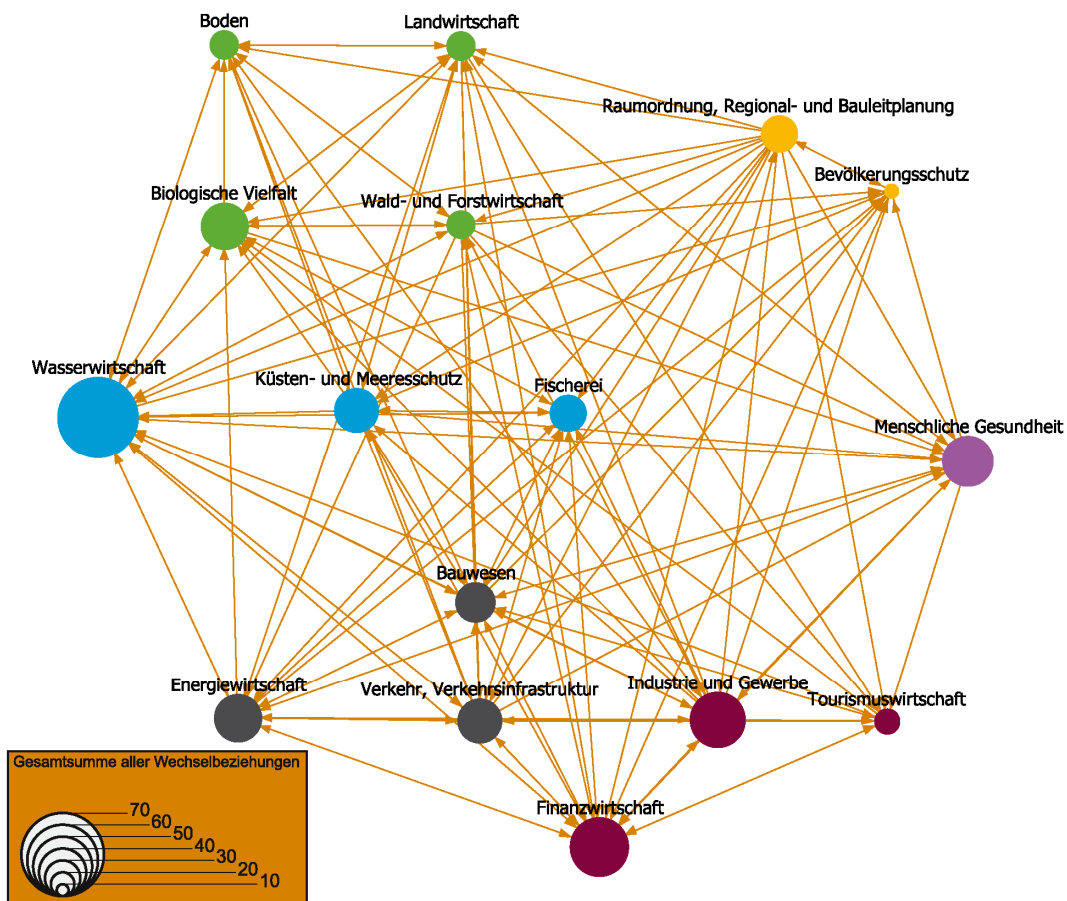 Boden
Landwirtschaft
Raumordnung, Regional- und Bauleitplanung
Bevölkerungsschutz
Biologische Vielfalt
Wald- und Forstwirtschaft
Wasserwirtschaft
Küsten- und Meeresschutz
Fischerei
Menschliche Gesundheit
Bauwesen
Energiewirtschaft
Verkehr, Verkehrsinfrastruktur
Industrie und Gewerbe
Tourismuswirtschaft
Finanzwirtschaft
Gesamtsumme aller Wechselbeziehungen
70
60
50
40
30
20
10